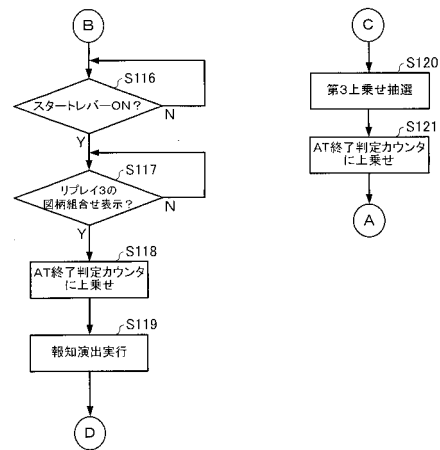 B
S116
スタートレバーON?
N
Y
S117
リプレイ3の
図柄組合せ表示?
N
Y
S118
AT終了判定カウンタ
に上乗せ
S119
報知演出実行
D
C
S120
第3上乗せ抽選
S121
AT終了判定カウンタ
に上乗せ
A